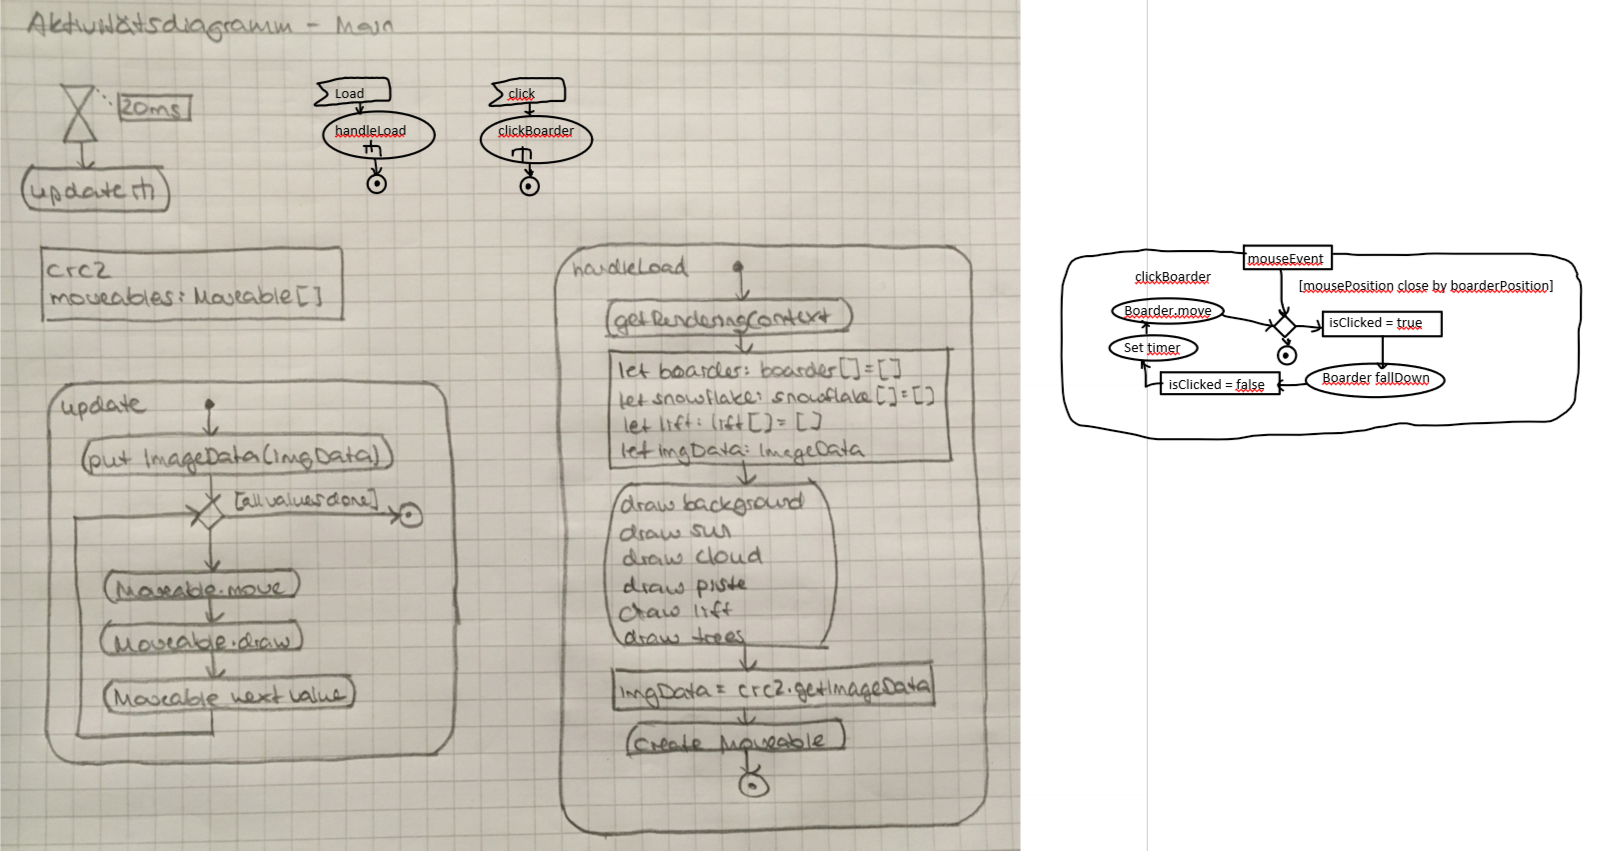 Aktivitätsdiagramm - Main
20ms
update
Load
handleLoad
click
clickBoarder
crc2
moveables: Moveable[]
update
put ImageData(imgData)
[all values done]
Moveable.move
Moveable.draw
Moveable next value
handleLoad
getRenderingContext
let boarder: boarder[] = []
let snowflake: snowflake[] = []
let lift: lift[] = []
let imgData: ImageData
draw background
draw sun
draw cloud
draw piste
draw lift
draw trees
imgData = crc2.getImageData
create Moveable
mouseEvent
clickBoarder
[mousePosition close by boarderPosition]
Boarder.move
isClicked = true
Set timer
isClicked = false
Boarder fallDown